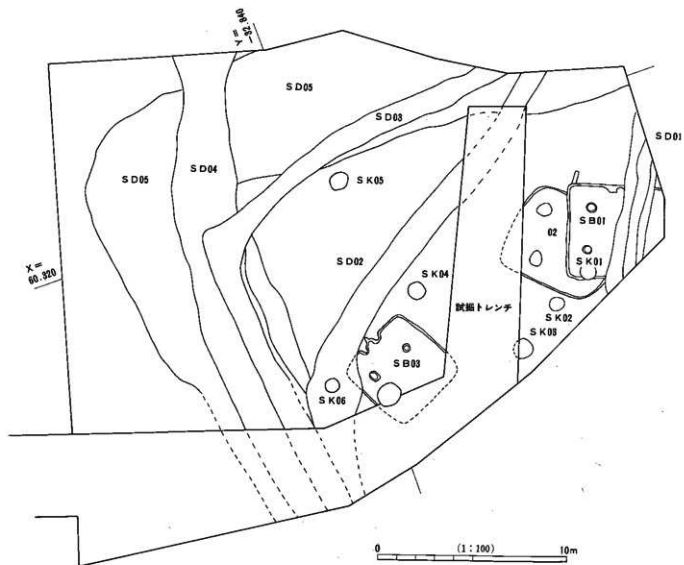 Y =
-32.840
SD05
SD03
SD05
SD04
SD01
SK05
SB01
02
X =
60.320
SD02
SK01
SK04
試掘トレンチ
SK02
SK03
SB03
SK06
0 (1:100) 10m